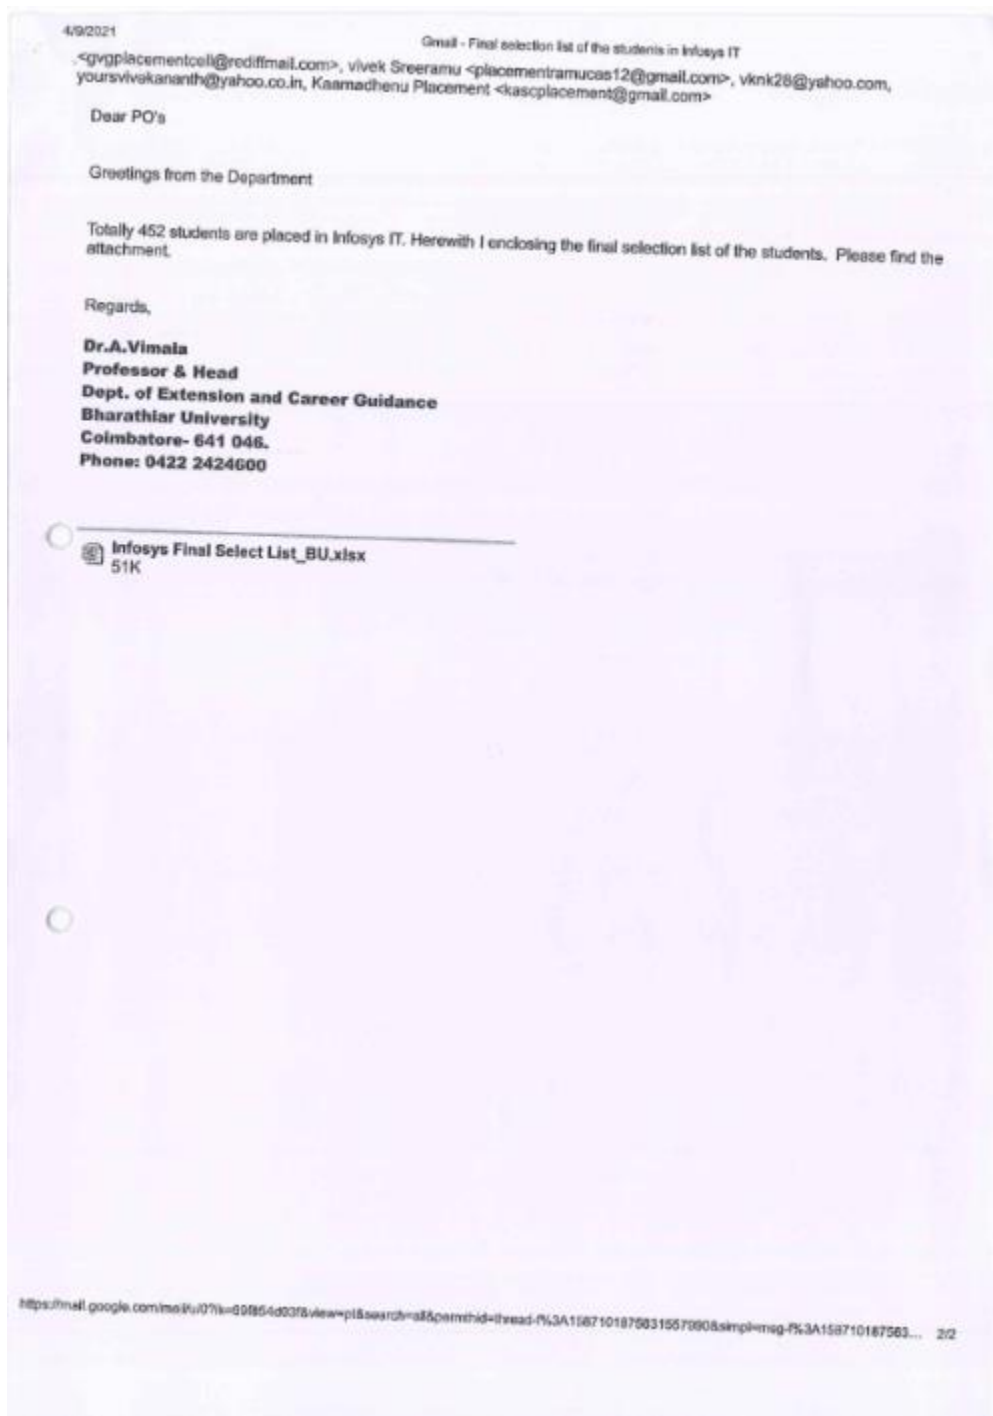 4/9/2021
Gmail - Final selection list of the students in Infosys IT
<gvgplacementcell@rediffmail.com>, vivek Sreeramu <placementramucas12@gmail.com>, vknk28@yahoo.com,
yoursvivekananth@yahoo.co.in, Kaamadhenu Placement <kascplacement@gmail.com>
Dear PO's
Greetings from the Department
Totally 452 students are placed in Infosys IT. Herewith I enclosing the final selection list of the students. Please find the
attachment.
Regards,
Dr.A.Vimala
Professor & Head
Dept. of Extension and Career Guidance
Bharathiar University
Coimbatore- 641 046.
Phone: 0422 2424600
Infosys Final Select List_BU.xlsx
51K
2/2